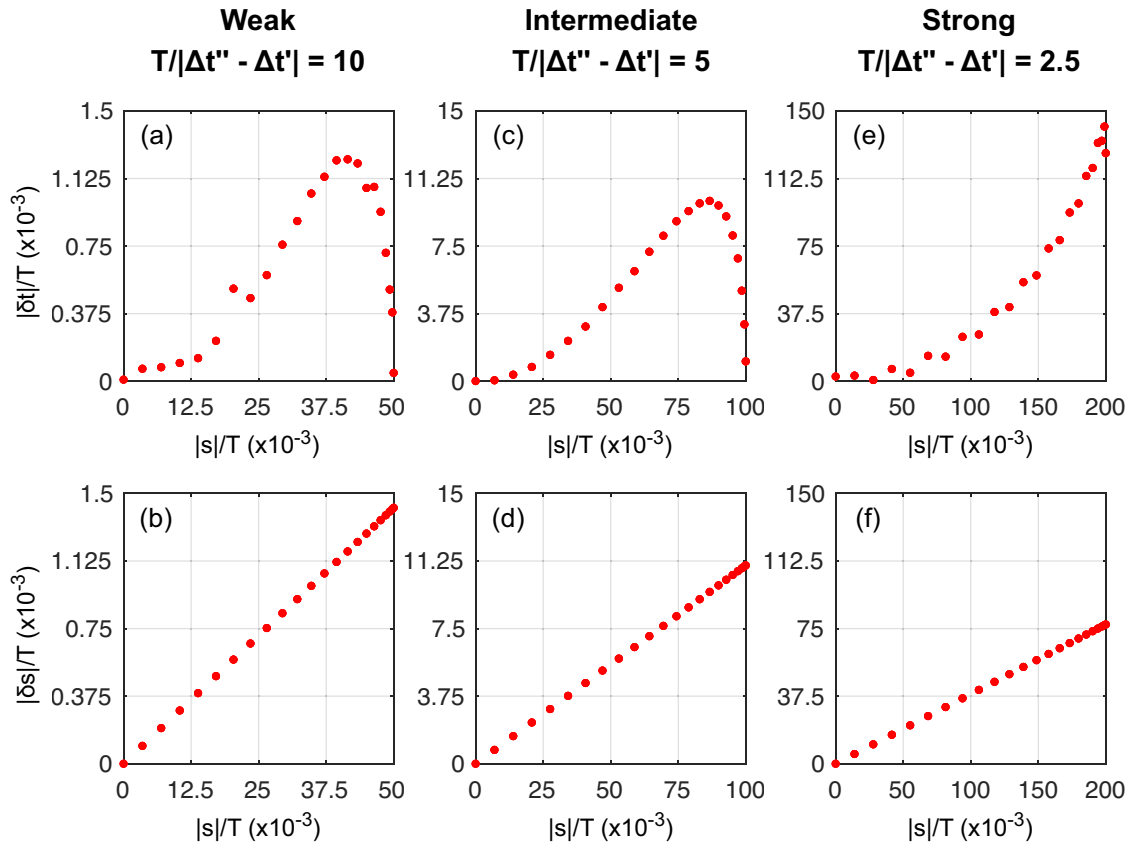 Weak
T/|Δt" - Δt'| = 10
Intermediate
T/|Δt" - Δt'| = 5
Strong
T/|Δt" - Δt'| = 2.5
(a)
1.5
1.125
0.75
0.375
0
|δt|/T (x10⁻³)
0 12.5 25 37.5 50
|s|/T (x10⁻³)
(c)
15
11.25
7.5
3.75
0
0 25 50 75 100
|s|/T (x10⁻³)
(e)
150
112.5
75
37.5
0
0 50 100 150 200
|s|/T (x10⁻³)
(b)
1.5
1.125
0.75
0.375
0
|δs|/T (x10⁻³)
0 12.5 25 37.5 50
|s|/T (x10⁻³)
(d)
15
11.25
7.5
3.75
0
0 25 50 75 100
|s|/T (x10⁻³)
(f)
150
112.5
75
37.5
0
0 50 100 150 200
|s|/T (x10⁻³)